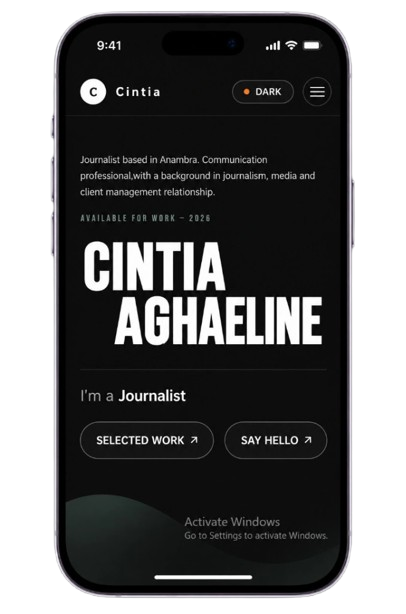 9:41
C Cintia DARK
Journalist based in Anambra. Communication
professional,with a background in journalism, media and
client management relationship.
AVAILABLE FOR WORK — 2026
CINTIA
AGHAELINE
I'm a Journalist
SELECTED WORK ↗ SAY HELLO ↗
Activate Windows
Go to Settings to activate Windows.